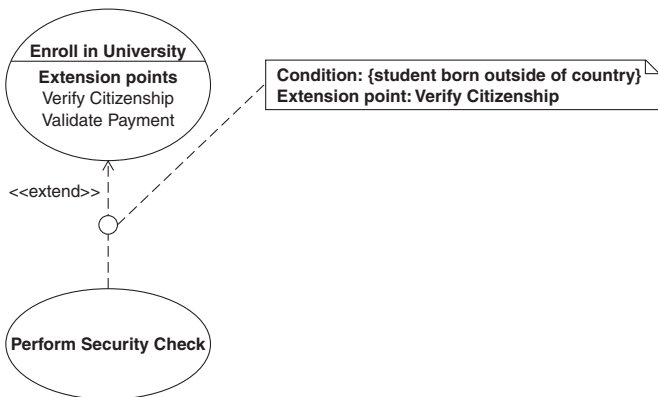 Enroll in University
Extension points
Verify Citizenship
Validate Payment
Condition: {student born outside of country}
Extension point: Verify Citizenship
<<extend>>
Perform Security Check